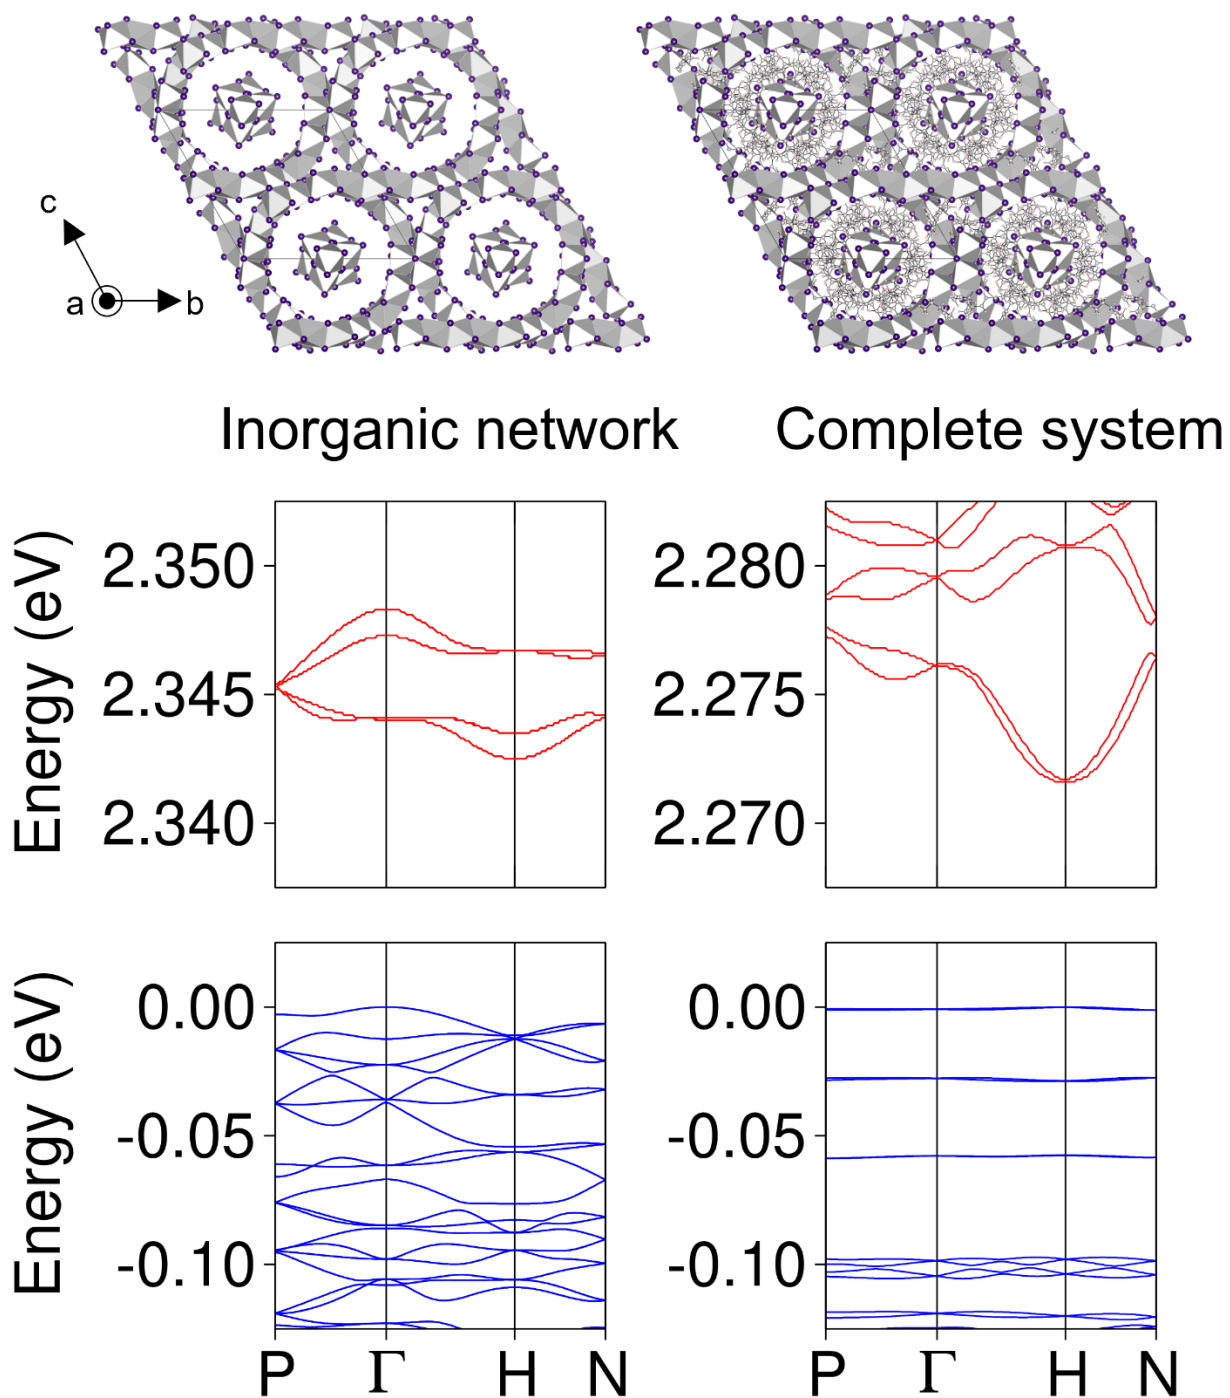 c
a b
Inorganic network Complete system
Energy (eV)
2.350
2.345
2.340
2.280
2.275
2.270
Energy (eV)
0.00
-0.05
-0.10
0.00
-0.05
-0.10
P Γ H N
P Γ H N